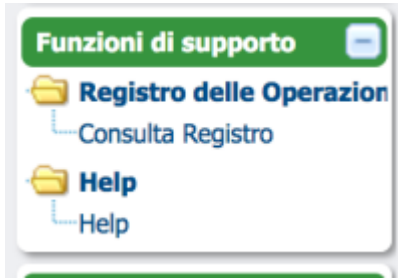 Funzioni di supporto
Registro delle Operazion
Consulta Registro
Help
Help